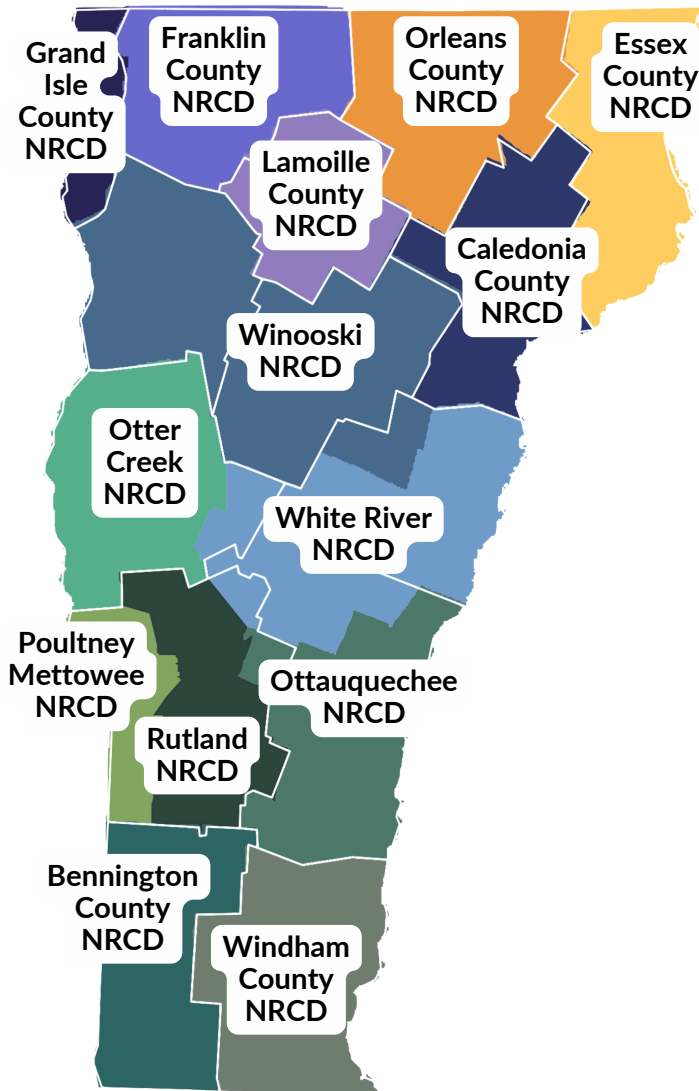 Grand
Isle
County
NRCD
Franklin
County
NRCD
Orleans
County
NRCD
Essex
County
NRCD
Lamoille
County
NRCD
Caledonia
County
NRCD
Winooski
NRCD
Otter
Creek
NRCD
White River
NRCD
Poultney
Mettowee
NRCD
Ottauquechee
NRCD
Rutland
NRCD
Bennington
County
NRCD
Windham
County
NRCD